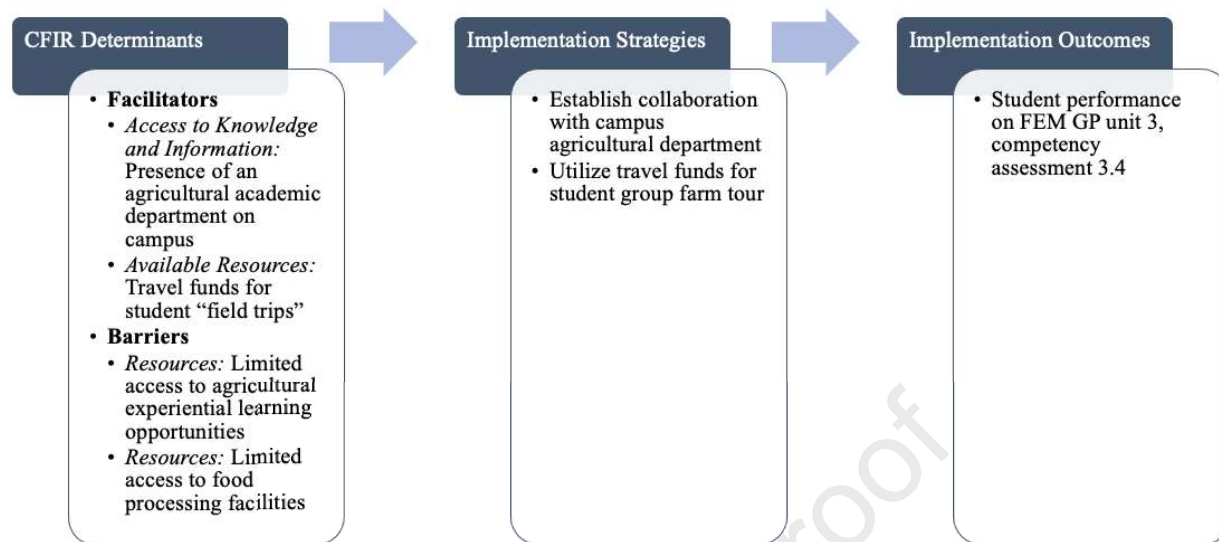 CFIR Determinants
• Facilitators
• Access to Knowledge
and Information:
Presence of an
agricultural academic
department on
campus
• Available Resources:
Travel funds for
student “field trips”
• Barriers
• Resources: Limited
access to agricultural
experiential learning
opportunities
• Resources: Limited
access to food
processing facilities
Implementation Strategies
• Establish collaboration
with campus
agricultural department
• Utilize travel funds for
student group farm tour
Implementation Outcomes
• Student performance
on FEM GP unit 3,
competency
assessment 3.4
roof